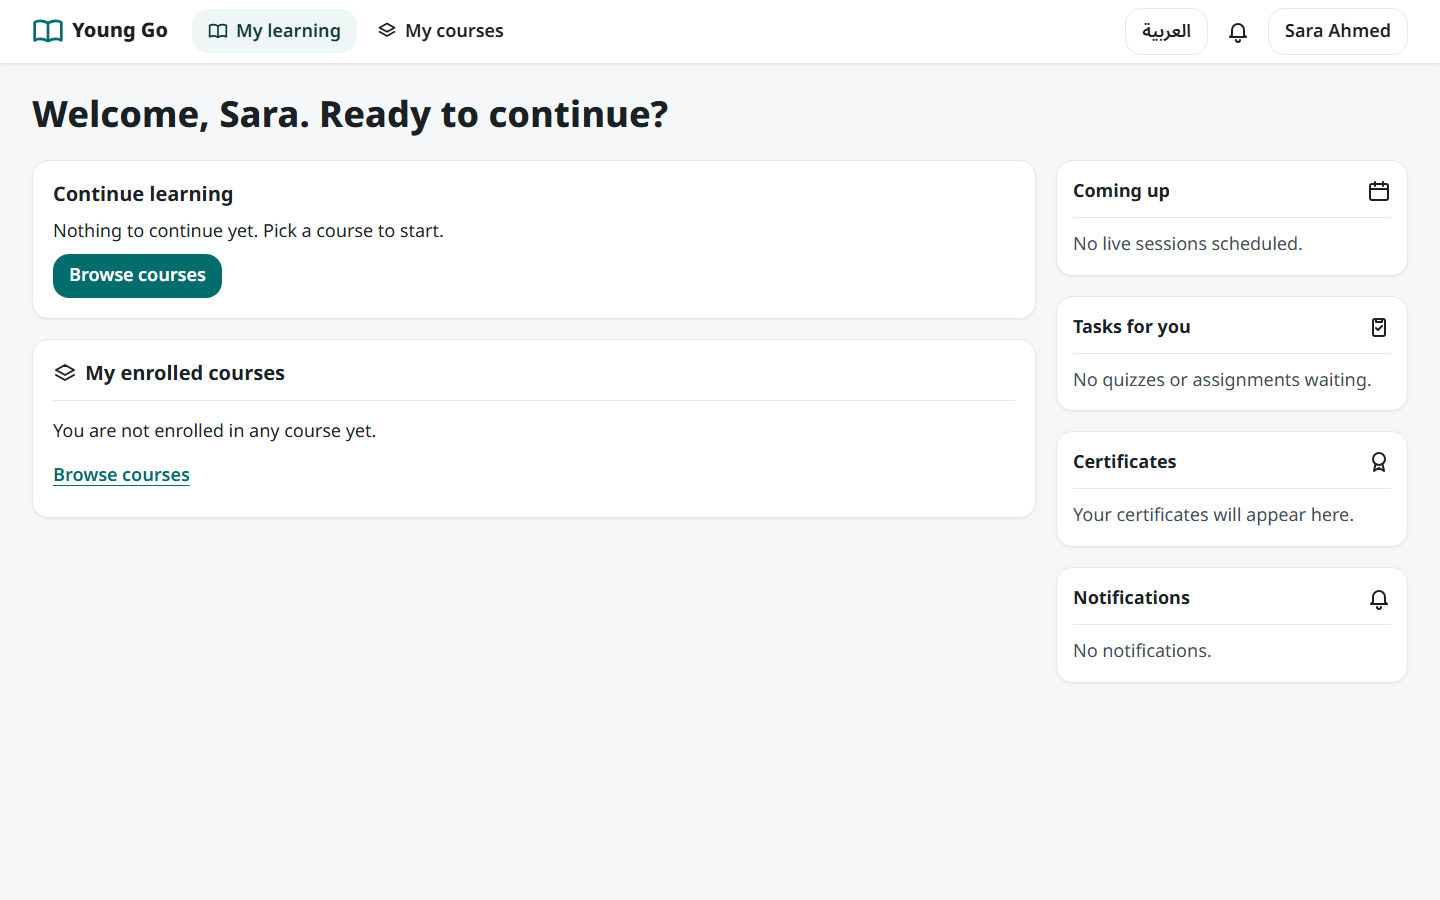 Young Go
My learning
My courses
العربية
Sara Ahmed
Welcome, Sara. Ready to continue?
Continue learning
Nothing to continue yet. Pick a course to start.
Browse courses
My enrolled courses
You are not enrolled in any course yet.
Browse courses
Coming up
No live sessions scheduled.
Tasks for you
No quizzes or assignments waiting.
Certificates
Your certificates will appear here.
Notifications
No notifications.